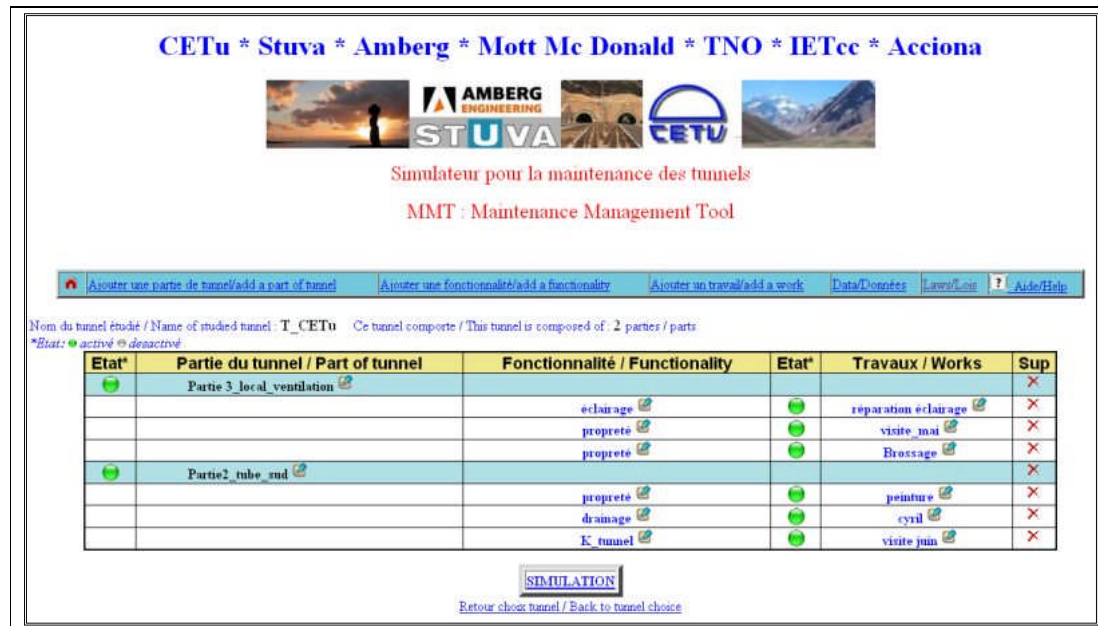 CETu * Stuva * Amberg * Mott Mc Donald * TNO * IETcc * Acciona
AMBERG
ENGINEERING
STUVA
CETU
Simulateur pour la maintenance des tunnels
MMT : Maintenance Management Tool
Ajouter une partie de tunnel/add a part of tunnel Ajouter une fonctionnalité/add a functionality Ajouter un travail/add a work Data/Données Laws/Lois ? Aide/Help
Nom du tunnel étudié / Name of studied tunnel : T_CETu Ce tunnel comporte / This tunnel is composed of : 2 parties / parts
*Etat: activé desactivé
Etat* Partie du tunnel / Part of tunnel Fonctionnalité / Functionality Etat* Travaux / Works Sup
Partie 3_local_ventilation
éclairage réparation éclairage
propreté visite_mai
propreté Brossage
Partie2_tube_sud
propreté peinture
drainage cyril
K_tunnel visite juin
SIMULATION
Retour choix tunnel / Back to tunnel choice